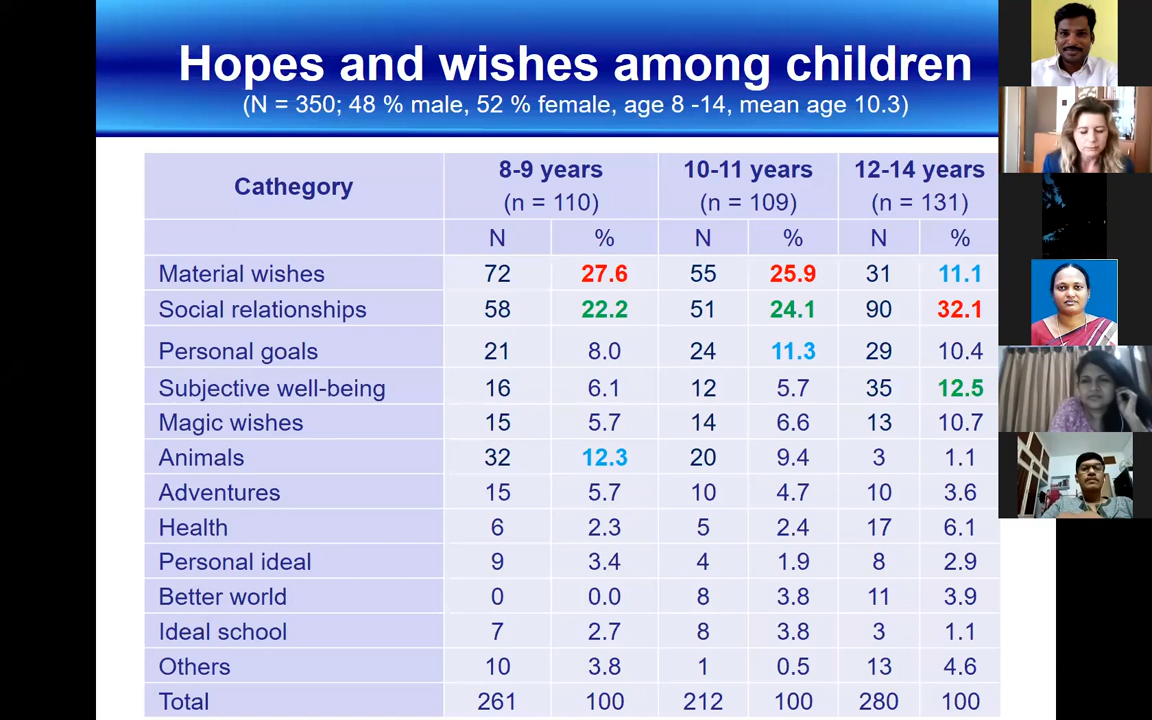 Hopes and wishes among children
(N = 350; 48 % male, 52 % female, age 8 -14, mean age 10.3)
Cathegory 8-9 years (n = 110) 10-11 years (n = 109) 12-14 years (n = 131)
N % N % N %
Material wishes 72 27.6 55 25.9 31 11.1
Social relationships 58 22.2 51 24.1 90 32.1
Personal goals 21 8.0 24 11.3 29 10.4
Subjective well-being 16 6.1 12 5.7 35 12.5
Magic wishes 15 5.7 14 6.6 13 10.7
Animals 32 12.3 20 9.4 3 1.1
Adventures 15 5.7 10 4.7 10 3.6
Health 6 2.3 5 2.4 17 6.1
Personal ideal 9 3.4 4 1.9 8 2.9
Better world 0 0.0 8 3.8 11 3.9
Ideal school 7 2.7 8 3.8 3 1.1
Others 10 3.8 1 0.5 13 4.6
Total 261 100 212 100 280 100